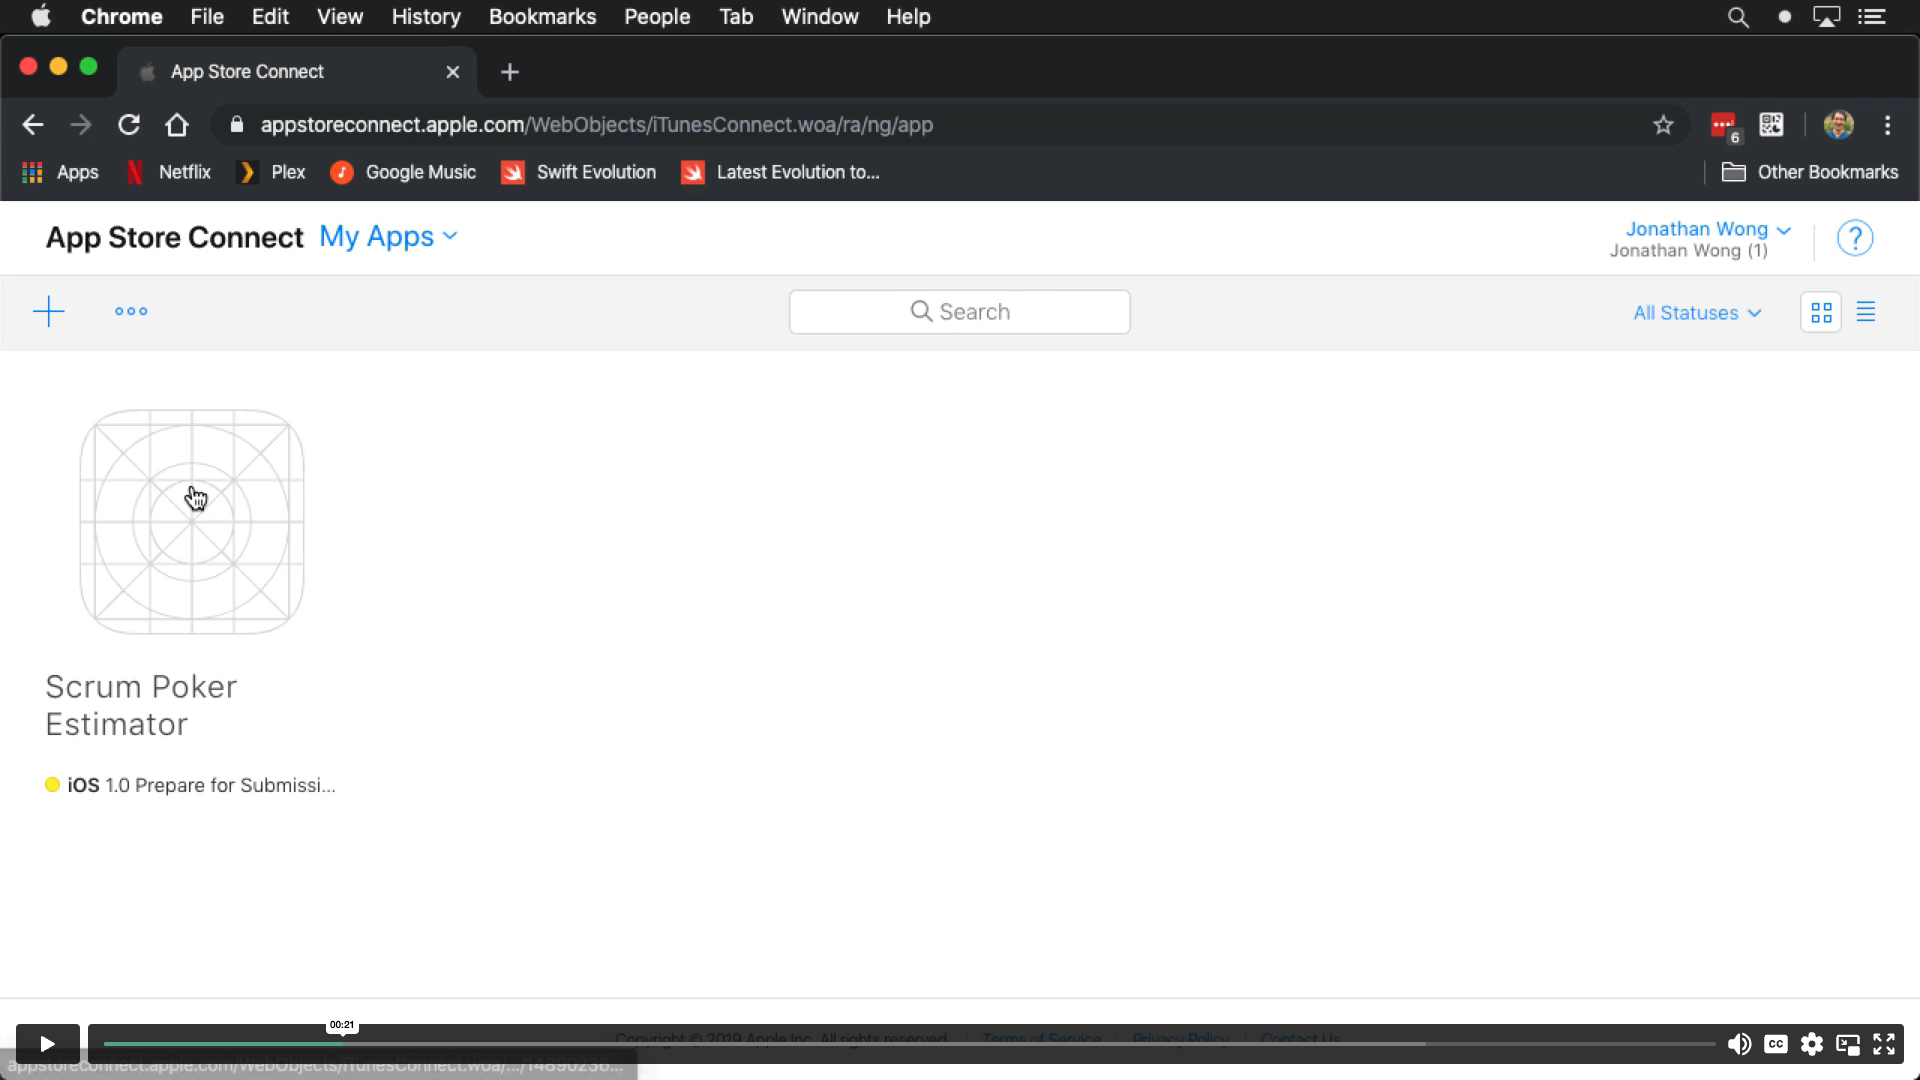 Chrome File Edit View History Bookmarks People Tab Window Help
App Store Connect
appstoreconnect.apple.com/WebObjects/iTunesConnect.woa/ra/ng/app
6
Apps Netflix Plex Google Music Swift Evolution Latest Evolution to... Other Bookmarks
App Store Connect My Apps
Jonathan Wong
Jonathan Wong (1)
?
Search
All Statuses
Scrum Poker
Estimator
iOS 1.0 Prepare for Submissi...
00:21
Copyright © 2019 Apple Inc. All rights reserved. Terms of Service Privacy Policy Contact Us
CC
appstoreconnect.apple.com/WebObjects/iTunesConnect.woa/.../14890236...